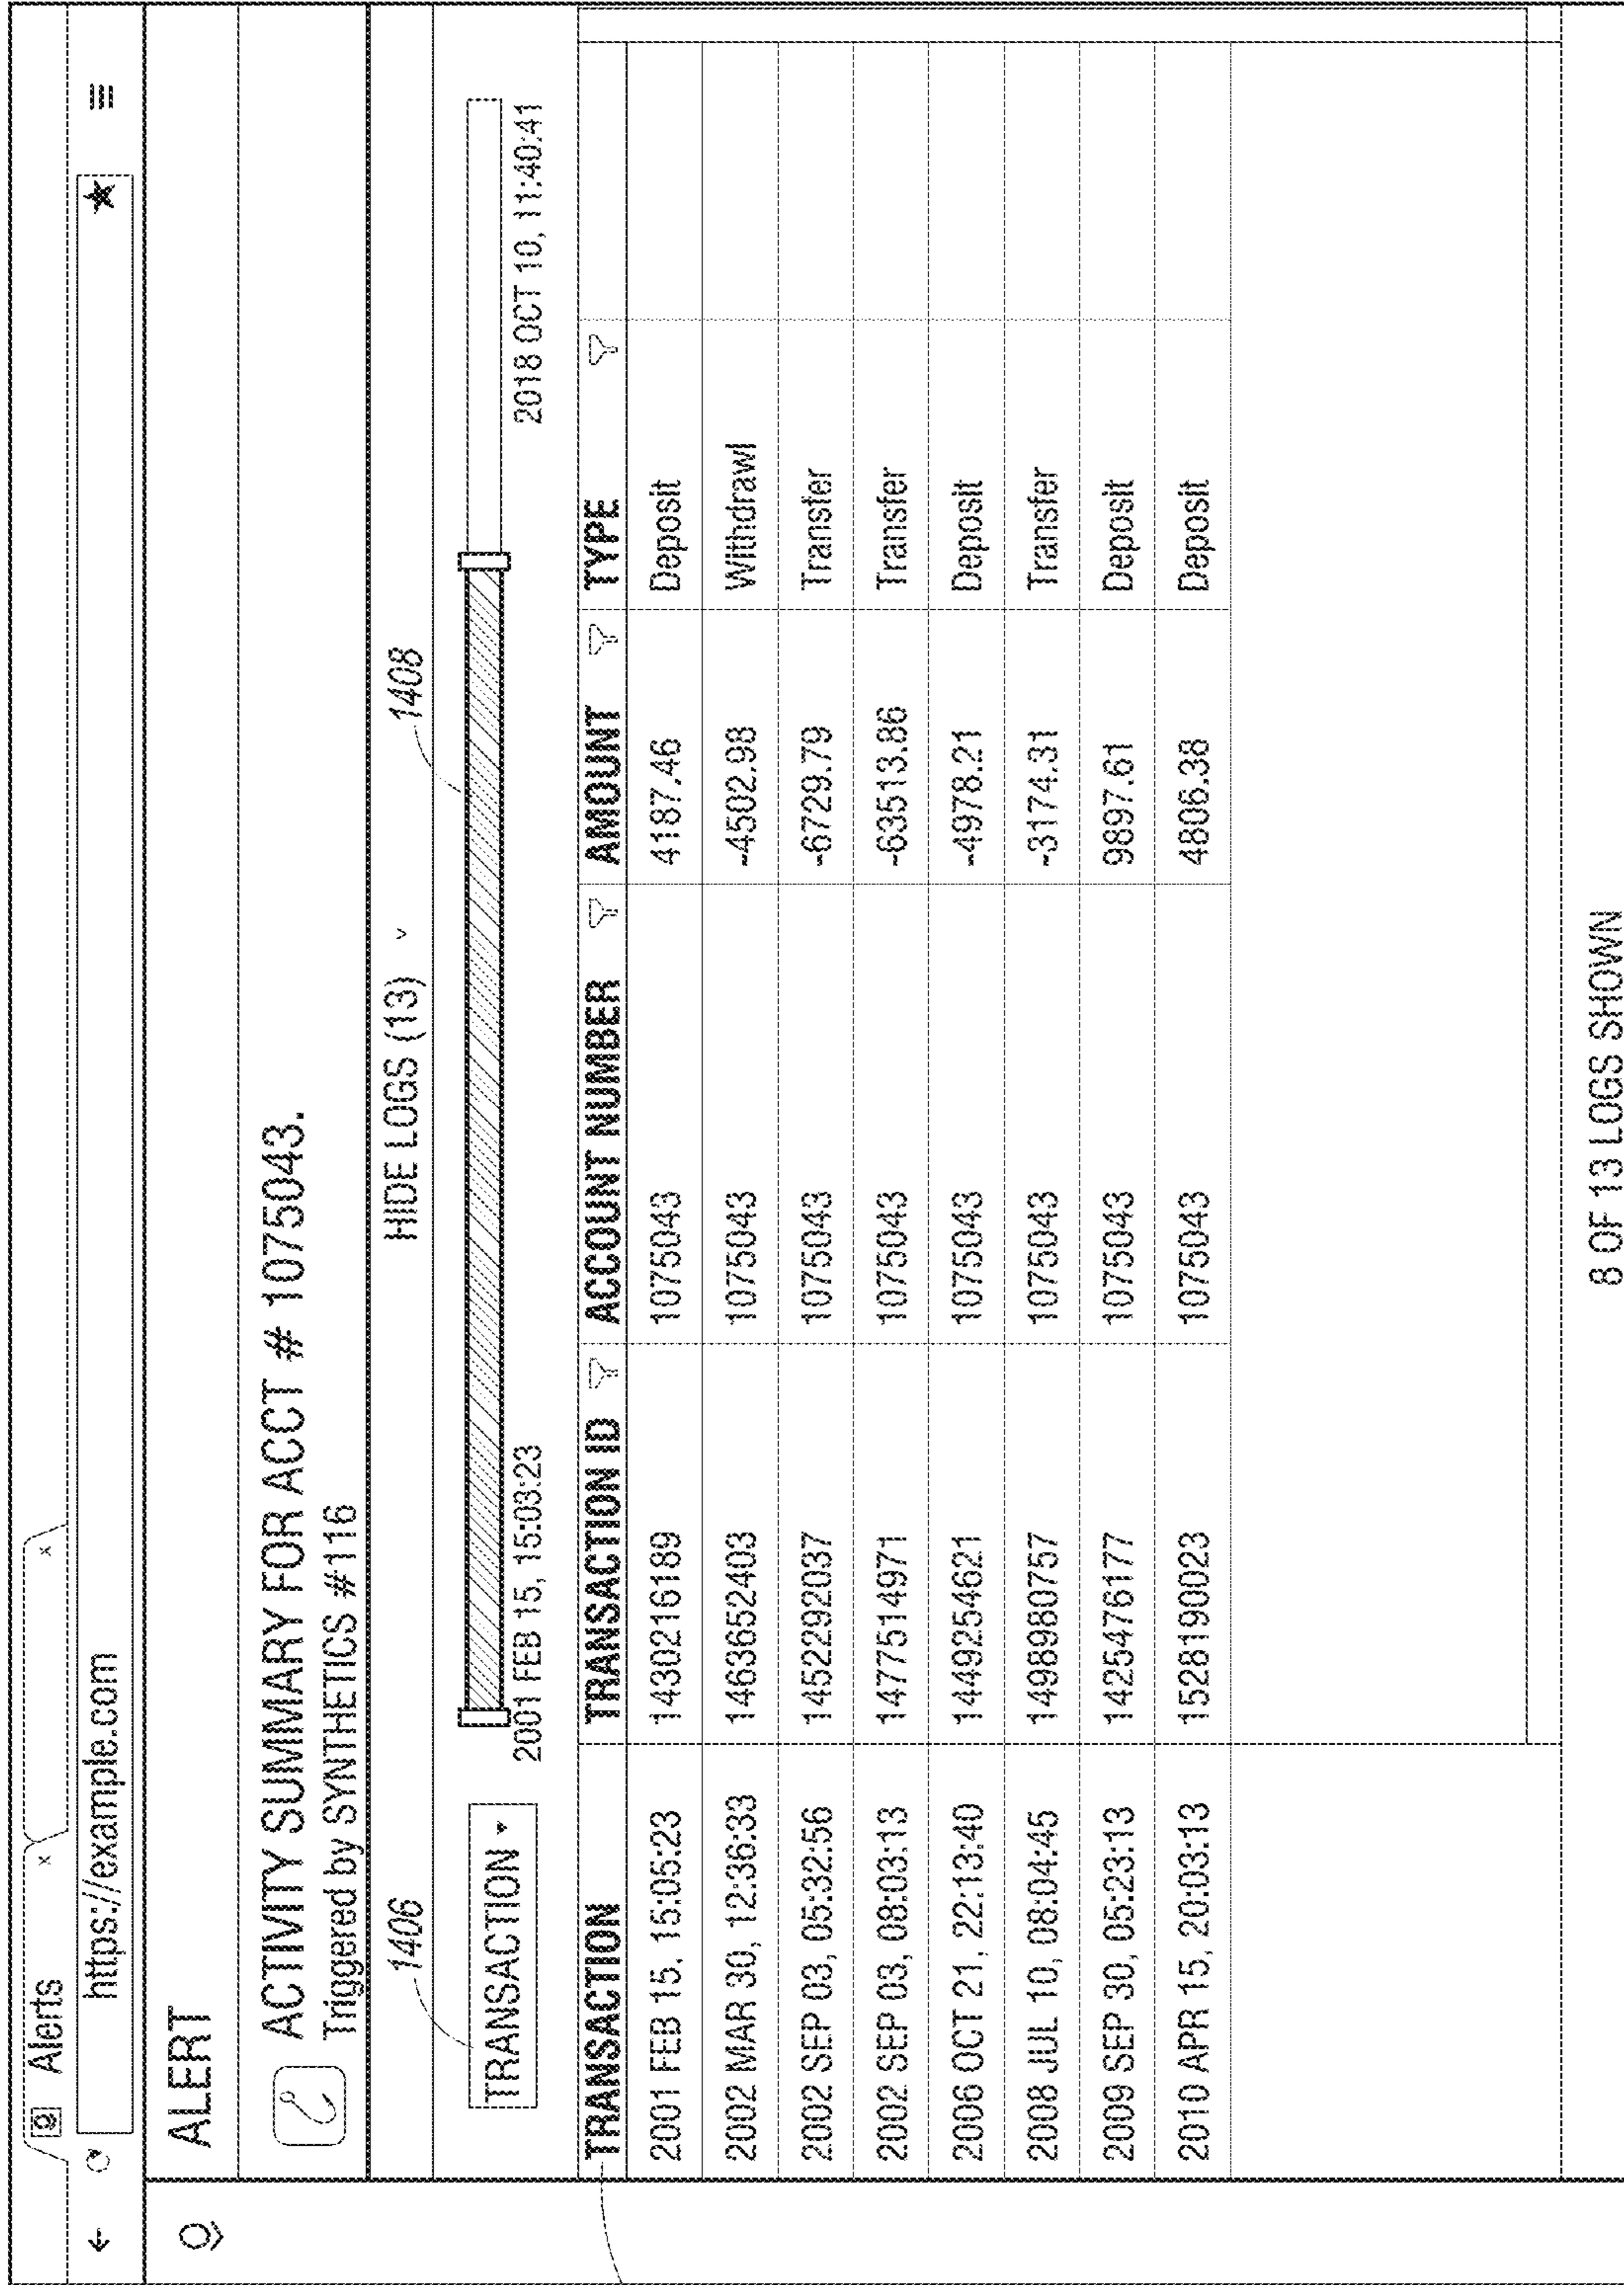 Alerts × ×
https://example.com
ALERT
ACTIVITY SUMMARY FOR ACCT # 1075043.
Triggered by SYNTHETICS #116
1406 HIDE LOGS (13) 1408
TRANSACTION
2001 FEB 15, 15:03:23 2018 OCT 10, 11:40:41
TRANSACTION TRANSACTION ID ACCOUNT NUMBER AMOUNT TYPE
2001 FEB 15, 15:05:23 1430216189 1075043 4187.46 Deposit
2002 MAR 30, 12:36:33 1463652403 1075043 -4502.98 Withdrawl
2002 SEP 03, 05:32:56 1452292037 1075043 -6729.79 Transfer
2002 SEP 03, 08:03:13 1477514971 1075043 -63513.86 Transfer
2006 OCT 21, 22:13:40 1449254621 1075043 -4978.21 Deposit
2008 JUL 10, 08:04:45 1498980757 1075043 -3174.31 Transfer
2009 SEP 30, 05:23:13 1425476177 1075043 9897.61 Deposit
2010 APR 15, 20:03:13 1528190023 1075043 4806.38 Deposit
8 OF 13 LOGS SHOWN